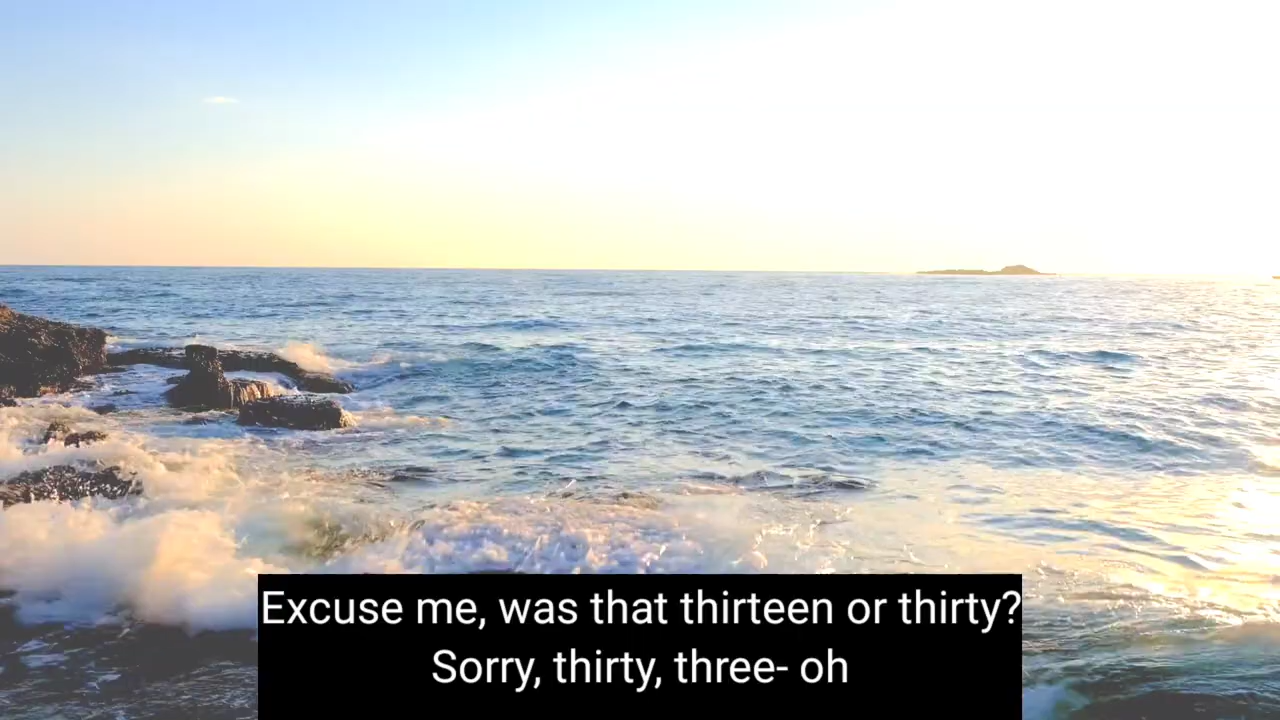 Excuse me, was that thirteen or thirty?
Sorry, thirty, three- oh